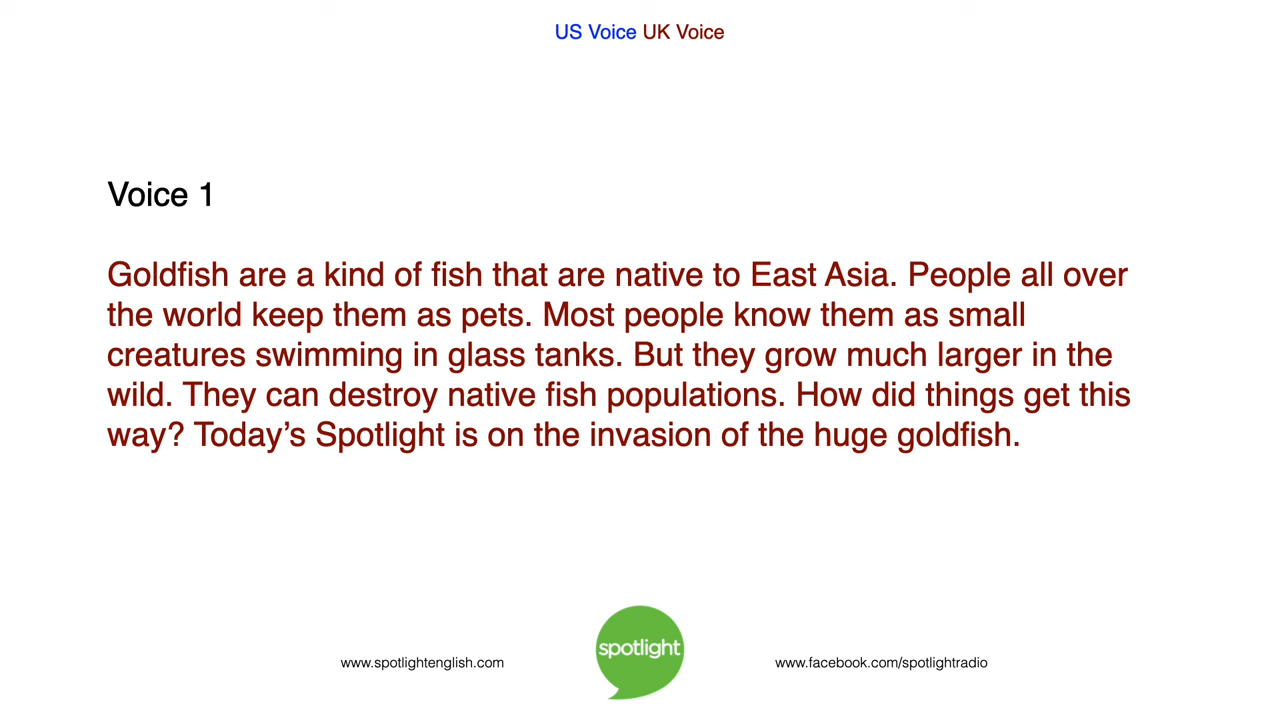 US Voice UK Voice
Voice 1
Goldfish are a kind of fish that are native to East Asia. People all over
the world keep them as pets. Most people know them as small
creatures swimming in glass tanks. But they grow much larger in the
wild. They can destroy native fish populations. How did things get this
way? Today’s Spotlight is on the invasion of the huge goldfish.
www.spotlightenglish.com
spotlight
www.facebook.com/spotlightradio